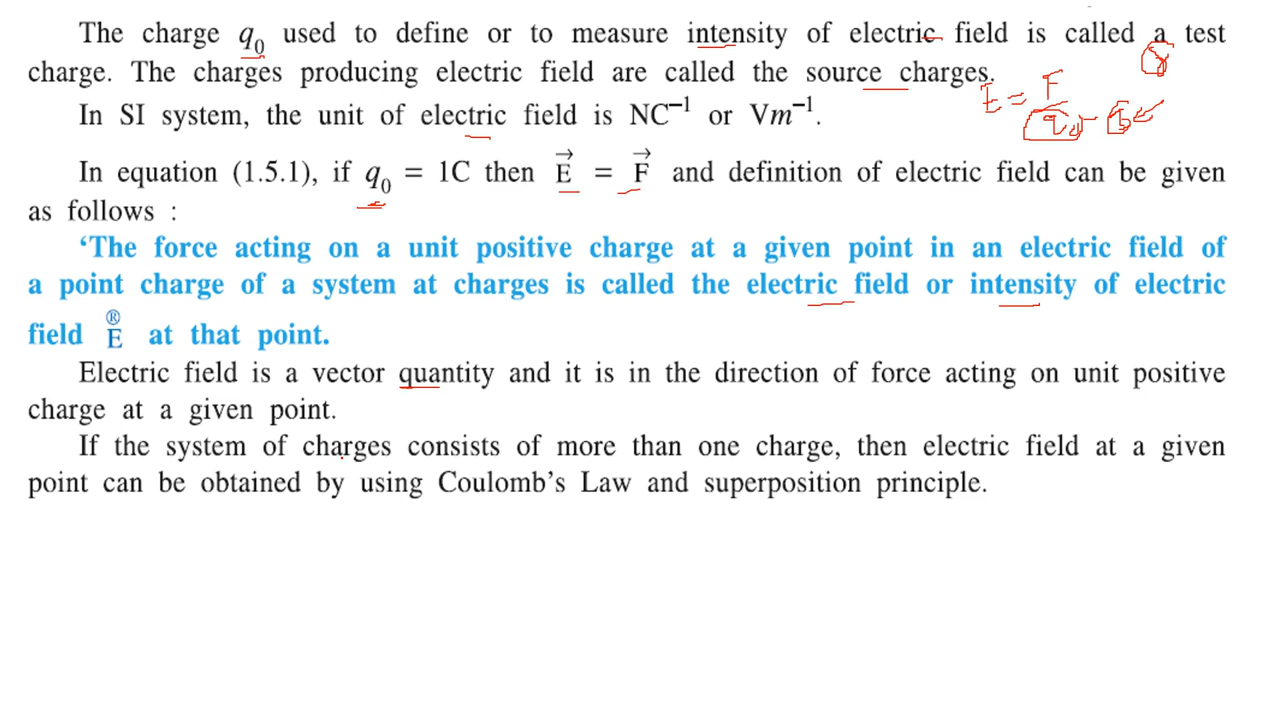 The charge q₀ used to define or to measure intensity of electric field is called a test
charge. The charges producing electric field are called the source charges.
E = F
q₀
In SI system, the unit of electric field is NC⁻¹ or Vm⁻¹.
In equation (1.5.1), if q₀ = 1C then E⃗ = F⃗ and definition of electric field can be given
as follows :
‘The force acting on a unit positive charge at a given point in an electric field of
a point charge of a system at charges is called the electric field or intensity of electric
®
field E at that point.
Electric field is a vector quantity and it is in the direction of force acting on unit positive
charge at a given point.
If the system of charges consists of more than one charge, then electric field at a given
point can be obtained by using Coulomb’s Law and superposition principle.